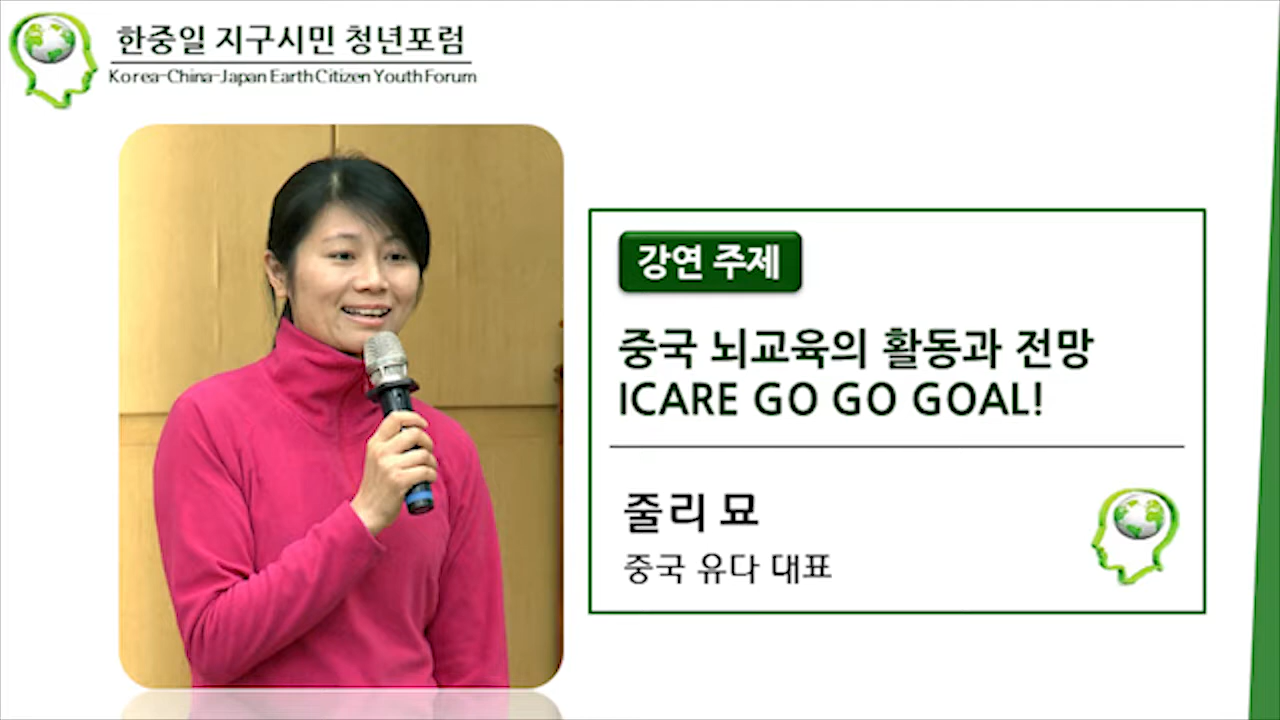 한중일 지구시민 청년포럼
Korea-China-Japan Earth Citizen Youth Forum
강연 주제
중국 뇌교육의 활동과 전망
ICARE GO GO GOAL!
줄리 묘
중국 유다 대표